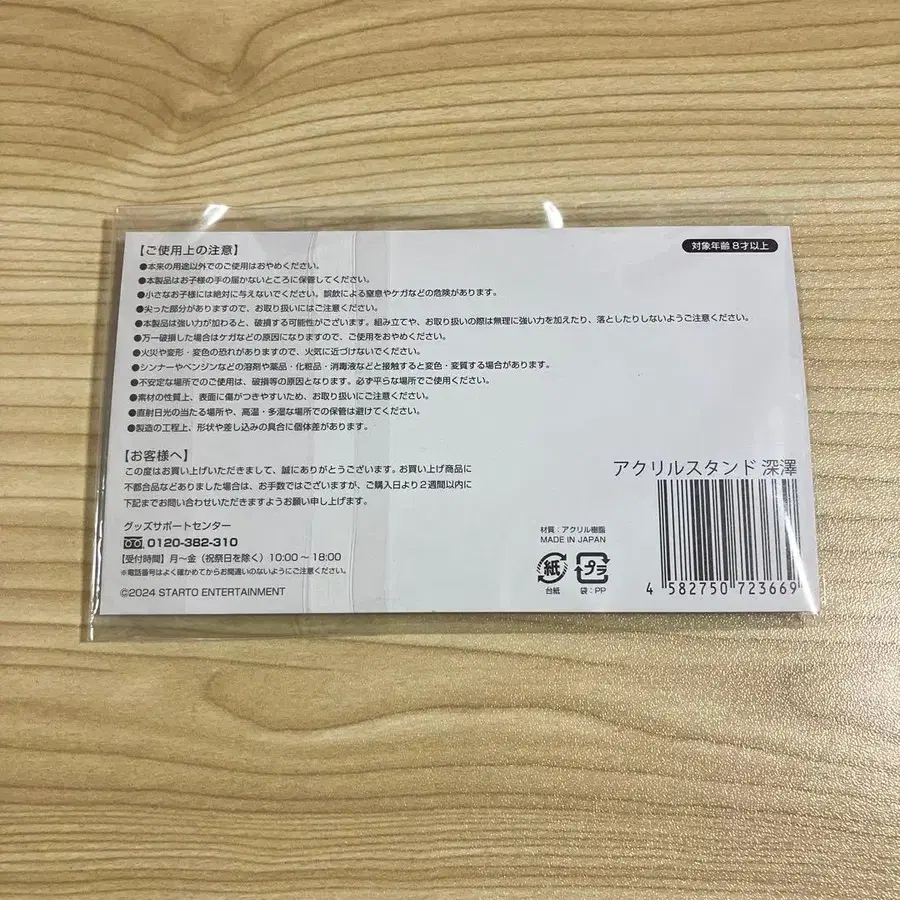 【ご使用上の注意】
対象年齢 8才以上
●本来の用途以外でのご使用はおやめください。
●本製品はお子様の手の届かないところに保管してください。
●小さなお子様には絶対に与えないでください。誤飲による窒息やケガなどの危険があります。
●尖った部分がありますので、お取り扱いにはご注意ください。
●本製品は強い力が加わると、破損する可能性がございます。組み立てや、お取り扱いの際は無理に強い力を加えたり、落としたりしないようご注意ください。
●万一破損した場合はケガなどの原因になりますので、ご使用をおやめください。
●火災や変形・変色の恐れがありますので、火気に近づけないでください。
●シンナーやベンジンなどの溶剤や薬品・化粧品・消毒液などと接触すると変色・変質する場合があります。
●不安定な場所でのご使用は、破損等の原因となります。必ず平らな場所でご使用ください。
●素材の性質上、表面に傷がつきやすいため、お取り扱いにご注意ください。
●直射日光の当たる場所や、高温・多湿な場所での保管は避けてください。
●製造の工程上、形状や差し込みの具合に個体差があります。
【お客様へ】
この度はお買い上げいただきまして、誠にありがとうございます。お買い上げ商品に
不都合などありました場合は、お手数ではございますが、ご購入日より2週間以内に
下記までお問い合わせいただきますようお願い申し上げます。
グッズサポートセンター
0120-382-310
【受付時間】月～金（祝祭日を除く）10:00～18:00
※電話番号はよく確かめてからお間違いのないようにご注意ください。
©2024 STARTO ENTERTAINMENT
アクリルスタンド 深澤
材質：アクリル樹脂
MADE IN JAPAN
紙
プラ
台紙
袋：PP
4 582750 723669